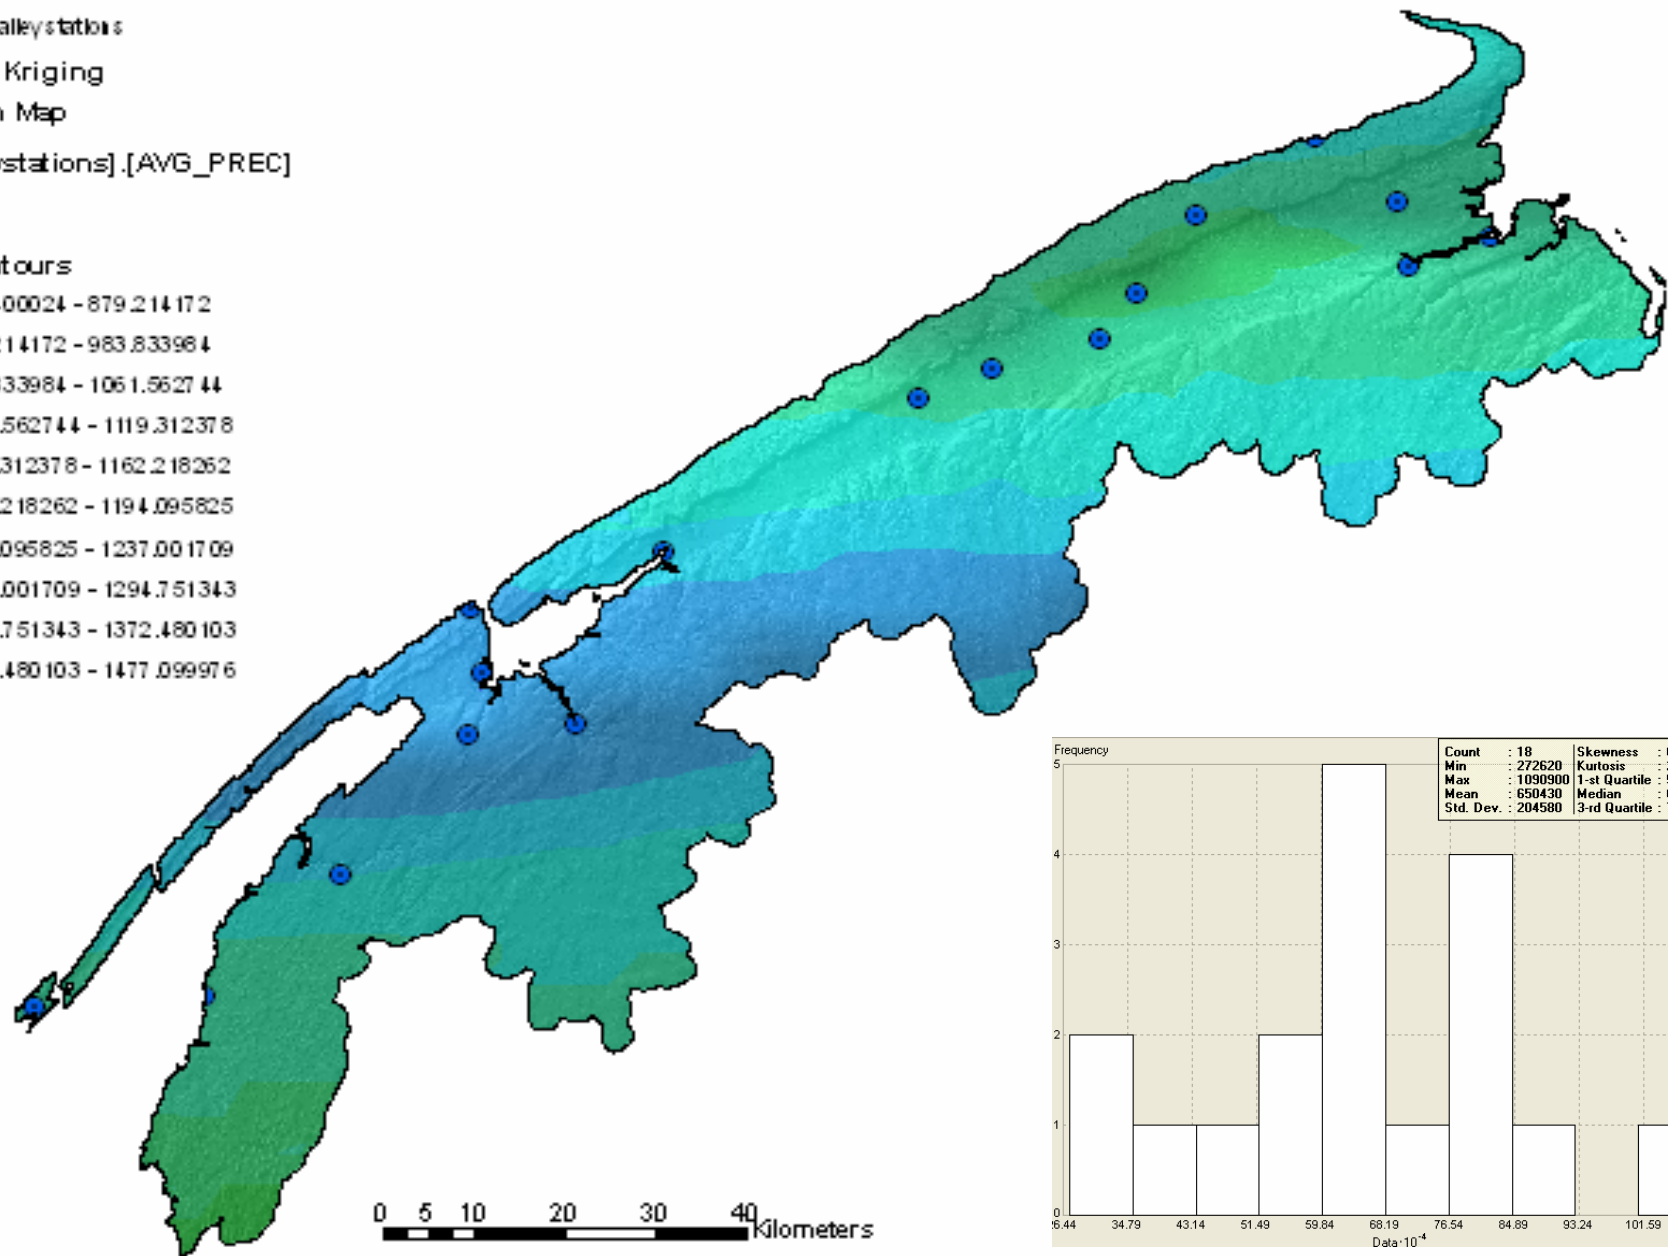 alleystations
Kriging
Map
stations].[AVG_PREC]
tours
00024 - 879.214172
14172 - 983.833984
33984 - 1061.562744
.562744 - 1119.312378
.312378 - 1162.218262
.218262 - 1194.095825
.095825 - 1237.001709
.001709 - 1294.751343
.751343 - 1372.480103
.480103 - 1477.099976
0 5 10 20 30 40
Kilometers
Frequency
Count : 18 Skewness :
Min : 272620 Kurtosis :
Max : 1090900 1-st Quartile :
Mean : 650430 Median :
Std. Dev. : 204580 3-rd Quartile :
5
4
3
2
1
0
6.44 34.79 43.14 51.49 59.84 68.19 76.54 84.89 93.24 101.59
Data·10⁻⁴